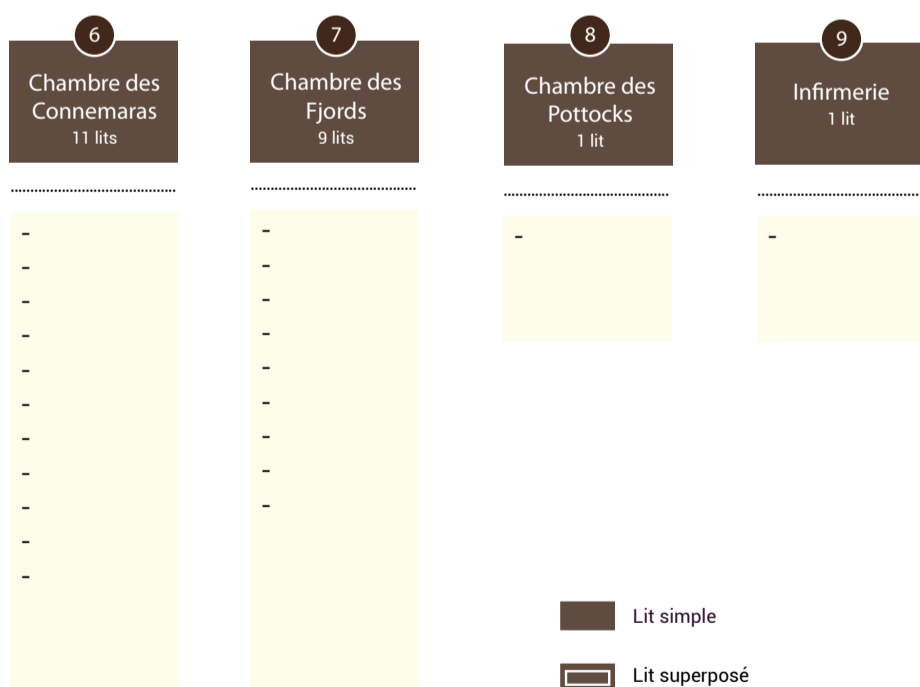 6
Chambre des
Connemaras
11 lits
-
-
-
-
-
-
-
-
-
-
-
7
Chambre des
Fjords
9 lits
-
-
-
-
-
-
-
-
-
8
Chambre des
Pottocks
1 lit
-
9
Infirmerie
1 lit
-
Lit simple
Lit superposé